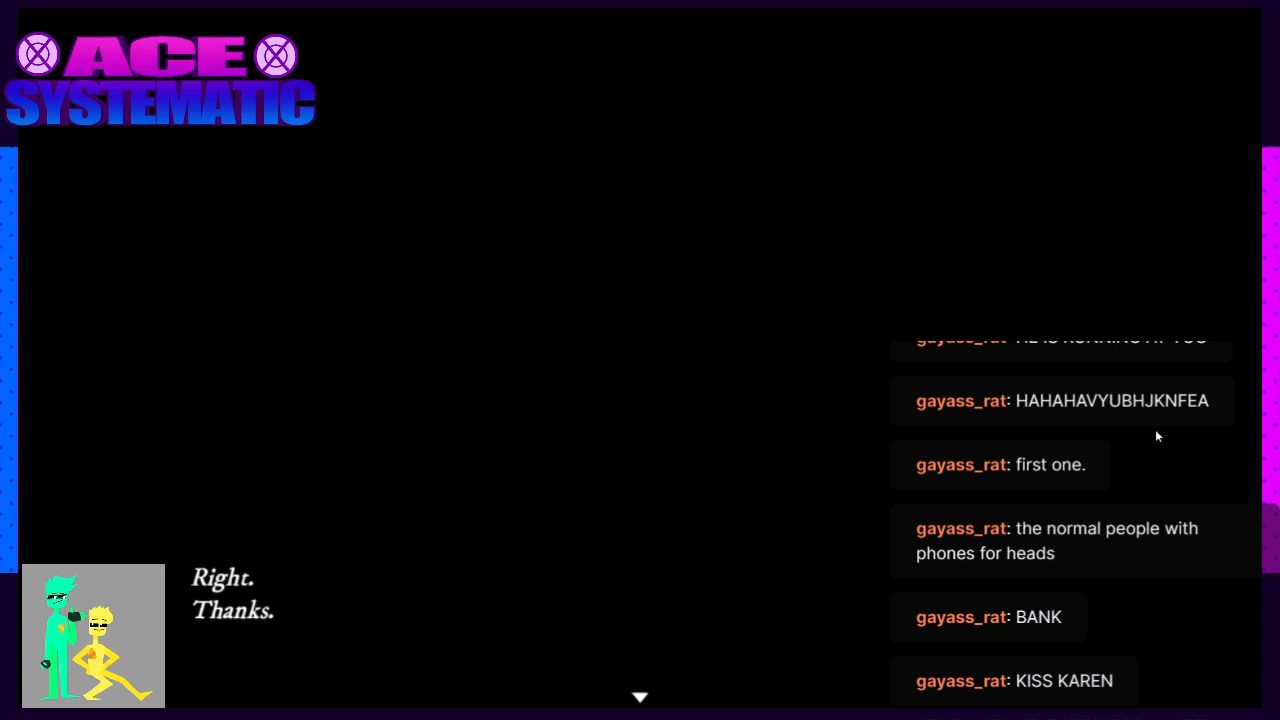 ACE
SYSTEMATIC
gayass_rat: HAHAHAVYUBHJKNFEA
gayass_rat: first one.
gayass_rat: the normal people with
phones for heads
gayass_rat: BANK
gayass_rat: KISS KAREN
Right.
Thanks.